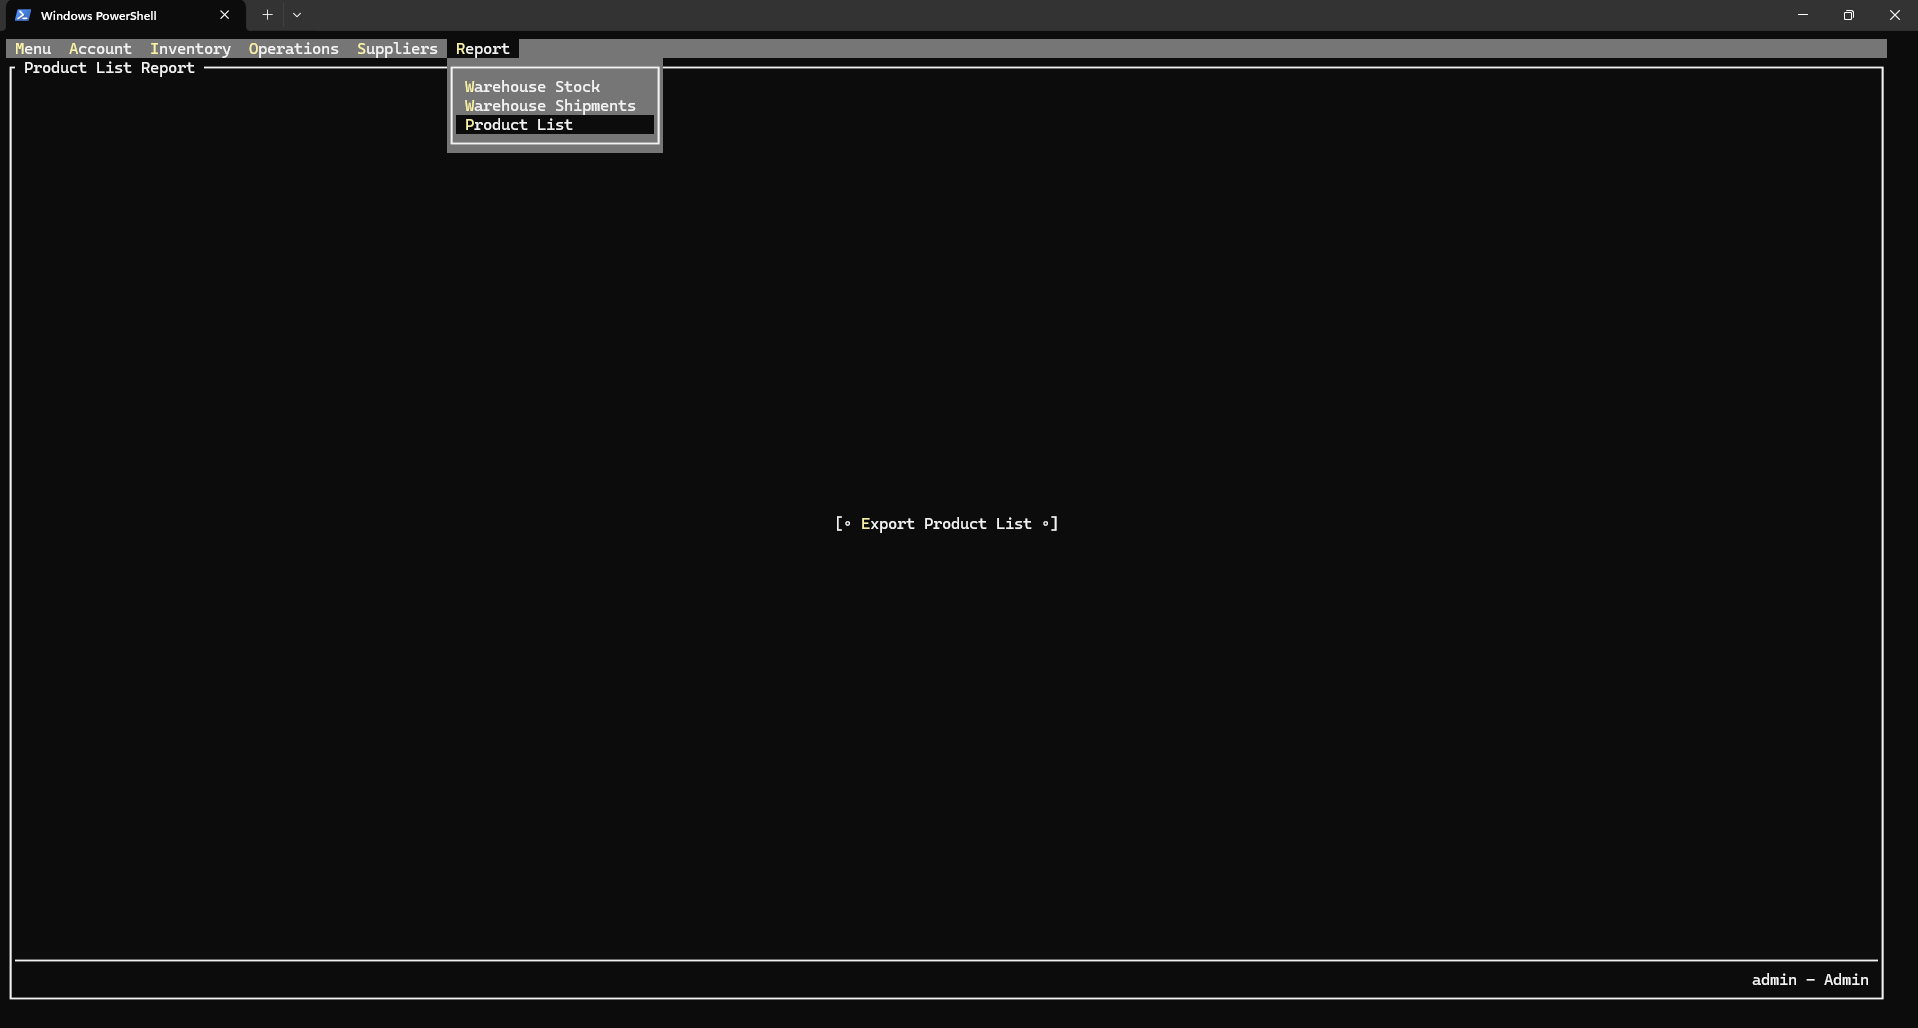 Windows PowerShell
Menu Account Inventory Operations Suppliers Report
Product List Report
Warehouse Stock
Warehouse Shipments
Product List
[◦ Export Product List ◦]
admin — Admin